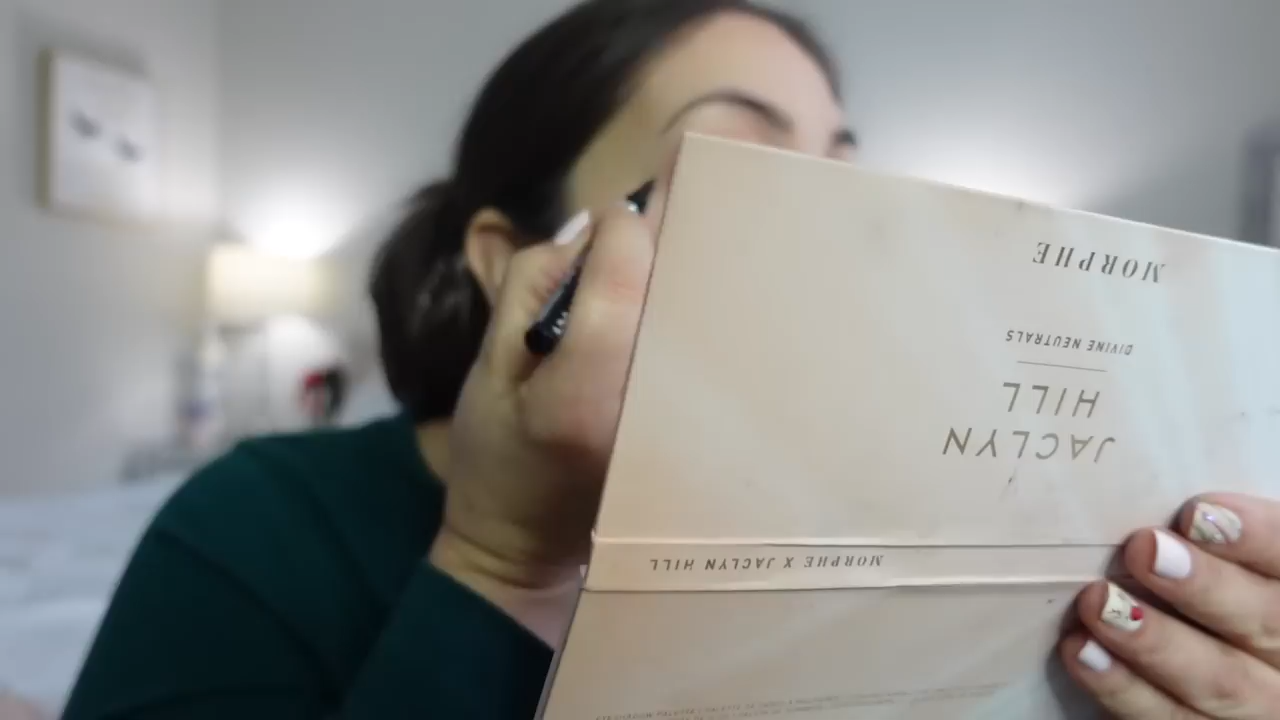 MORPHE X JACLYN HILL
JACLYN
HILL
DIVINE NEUTRALS
MORPHE